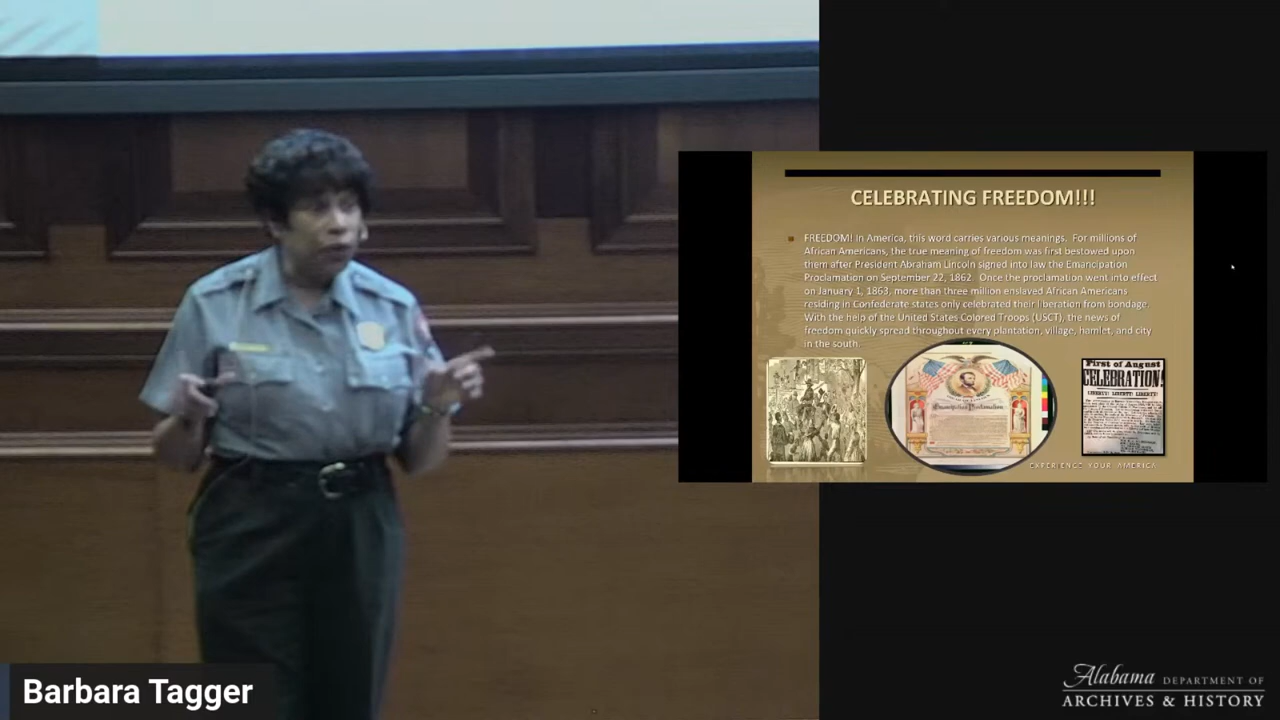 CELEBRATING FREEDOM!!!
FREEDOM! In America, this word carries various meanings. For millions of
African Americans, the true meaning of freedom was first bestowed upon
them after President Abraham Lincoln signed into law the Emancipation
Proclamation on September 22, 1862. Once the proclamation went into effect
on January 1, 1863, more than three million enslaved African Americans
residing in Confederate states only celebrated their liberation from bondage.
With the help of the United States Colored Troops (USCT), the news of
freedom quickly spread throughout every plantation, village, hamlet, and city
in the south.
Emancipation Proclamation
First of August
CELEBRATION!
LIBERTY! LIBERTY! LIBERTY!
EXPERIENCE YOUR AMERICA
Barbara Tagger
Alabama DEPARTMENT OF
ARCHIVES & HISTORY